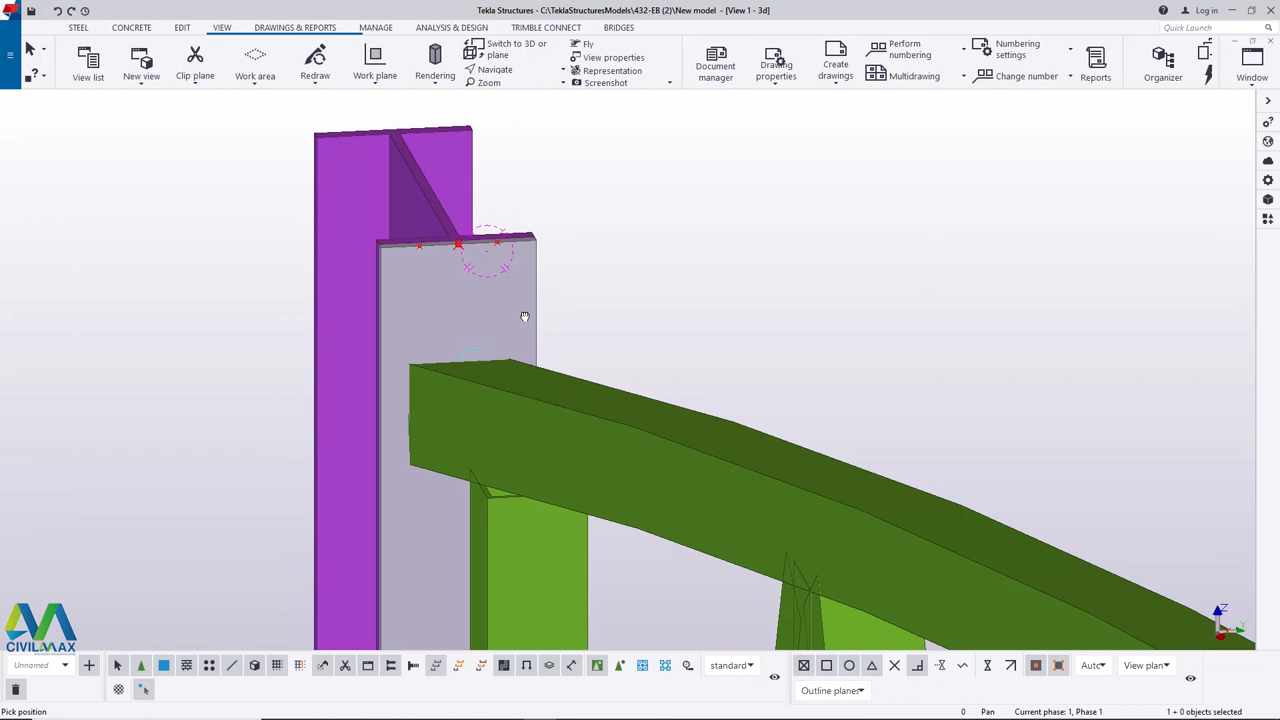 Tekla Structures - C:\TeklaStructuresModels\432-EB (2)\New model - [View 1 - 3d]
Log in
STEEL CONCRETE EDIT VIEW DRAWINGS & REPORTS MANAGE ANALYSIS & DESIGN TRIMBLE CONNECT BRIDGES
Quick Launch
View list
New view
Clip plane
Work area
Redraw
Work plane
Rendering
Switch to 3D or
plane
Navigate
Zoom
Fly
View properties
Representation
Screenshot
Document
manager
Drawing
properties
Create
drawings
Perform
numbering
Multidrawing
Numbering
settings
Change number
Reports
Window
Z
Y
CIVILMAX
Unnamed
standard
Auto
View plan
Outline planes
Pick position
0 Pan Current phase: 1, Phase 1 1 + 0 objects selected